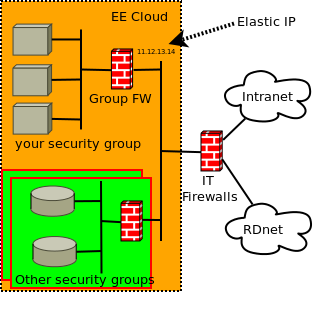 EE Cloud
Elastic IP
11.12.13.14
Group FW
Intranet
your security group
IT
Firewalls
RDnet
Other security groups